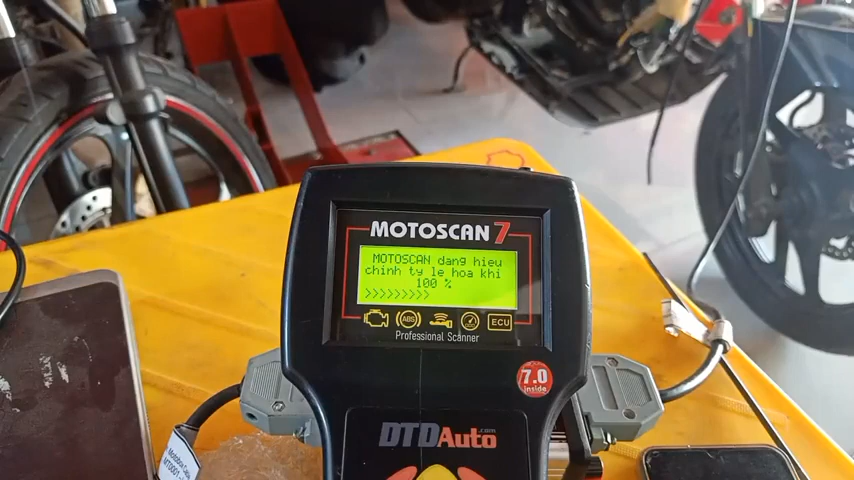 MOTOSCAN 7
MOTOSCAN dang hieu
chinh ty le hoa khi
100 %
>>>>>>>>>
ABS
ECU
Professional Scanner
7.0
inside
DTDAuto.com
MT0001